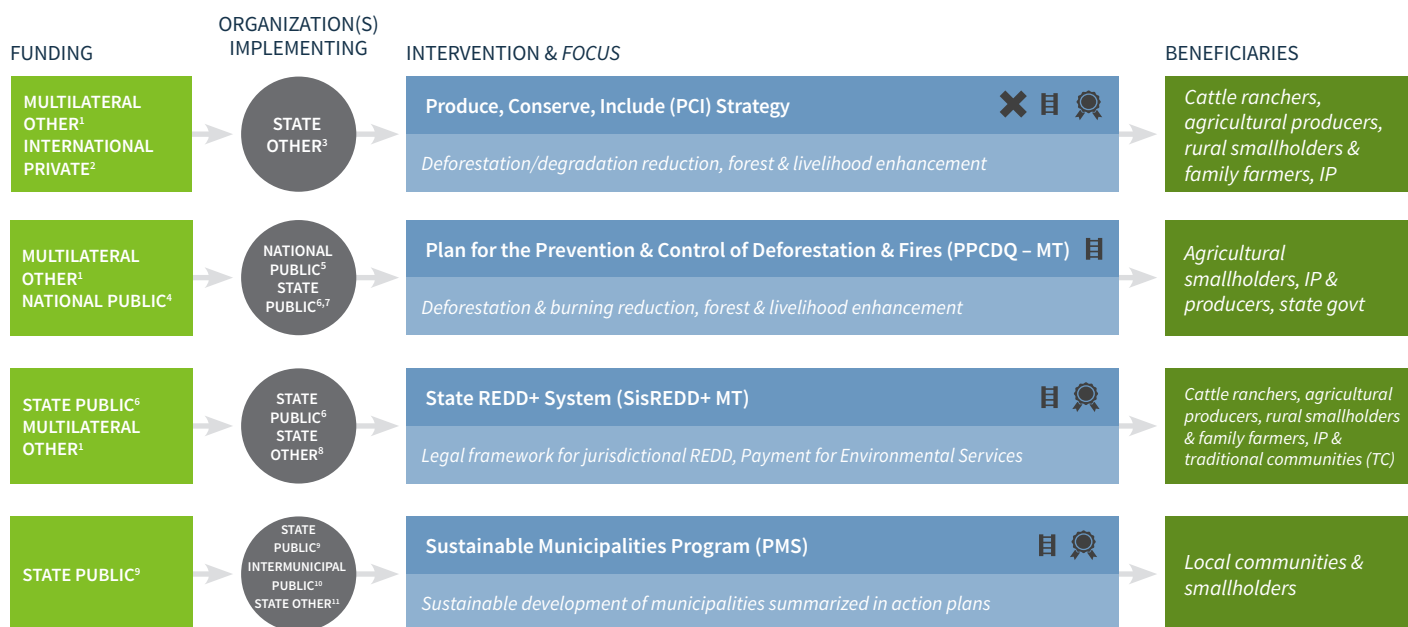 FUNDING
ORGANIZATION(S)
IMPLEMENTING
INTERVENTION & FOCUS
BENEFICIARIES
MULTILATERAL
OTHER¹
INTERNATIONAL
PRIVATE²
STATE
OTHER³
Produce, Conserve, Include (PCI) Strategy
Deforestation/degradation reduction, forest & livelihood enhancement
Cattle ranchers,
agricultural producers,
rural smallholders &
family farmers, IP
MULTILATERAL
OTHER¹
NATIONAL PUBLIC⁴
NATIONAL
PUBLIC⁵
STATE
PUBLIC⁶,⁷
Plan for the Prevention & Control of Deforestation & Fires (PPCDQ – MT)
Deforestation & burning reduction, forest & livelihood enhancement
Agricultural
smallholders, IP &
producers, state govt
STATE PUBLIC⁶
MULTILATERAL
OTHER¹
STATE
PUBLIC⁶
STATE
OTHER⁸
State REDD+ System (SisREDD+ MT)
Legal framework for jurisdictional REDD, Payment for Environmental Services
Cattle ranchers, agricultural
producers, rural smallholders
& family farmers, IP &
traditional communities (TC)
STATE PUBLIC⁹
STATE
PUBLIC⁹
INTERMUNICIPAL
PUBLIC¹⁰
STATE OTHER¹¹
Sustainable Municipalities Program (PMS)
Sustainable development of municipalities summarized in action plans
Local communities &
smallholders